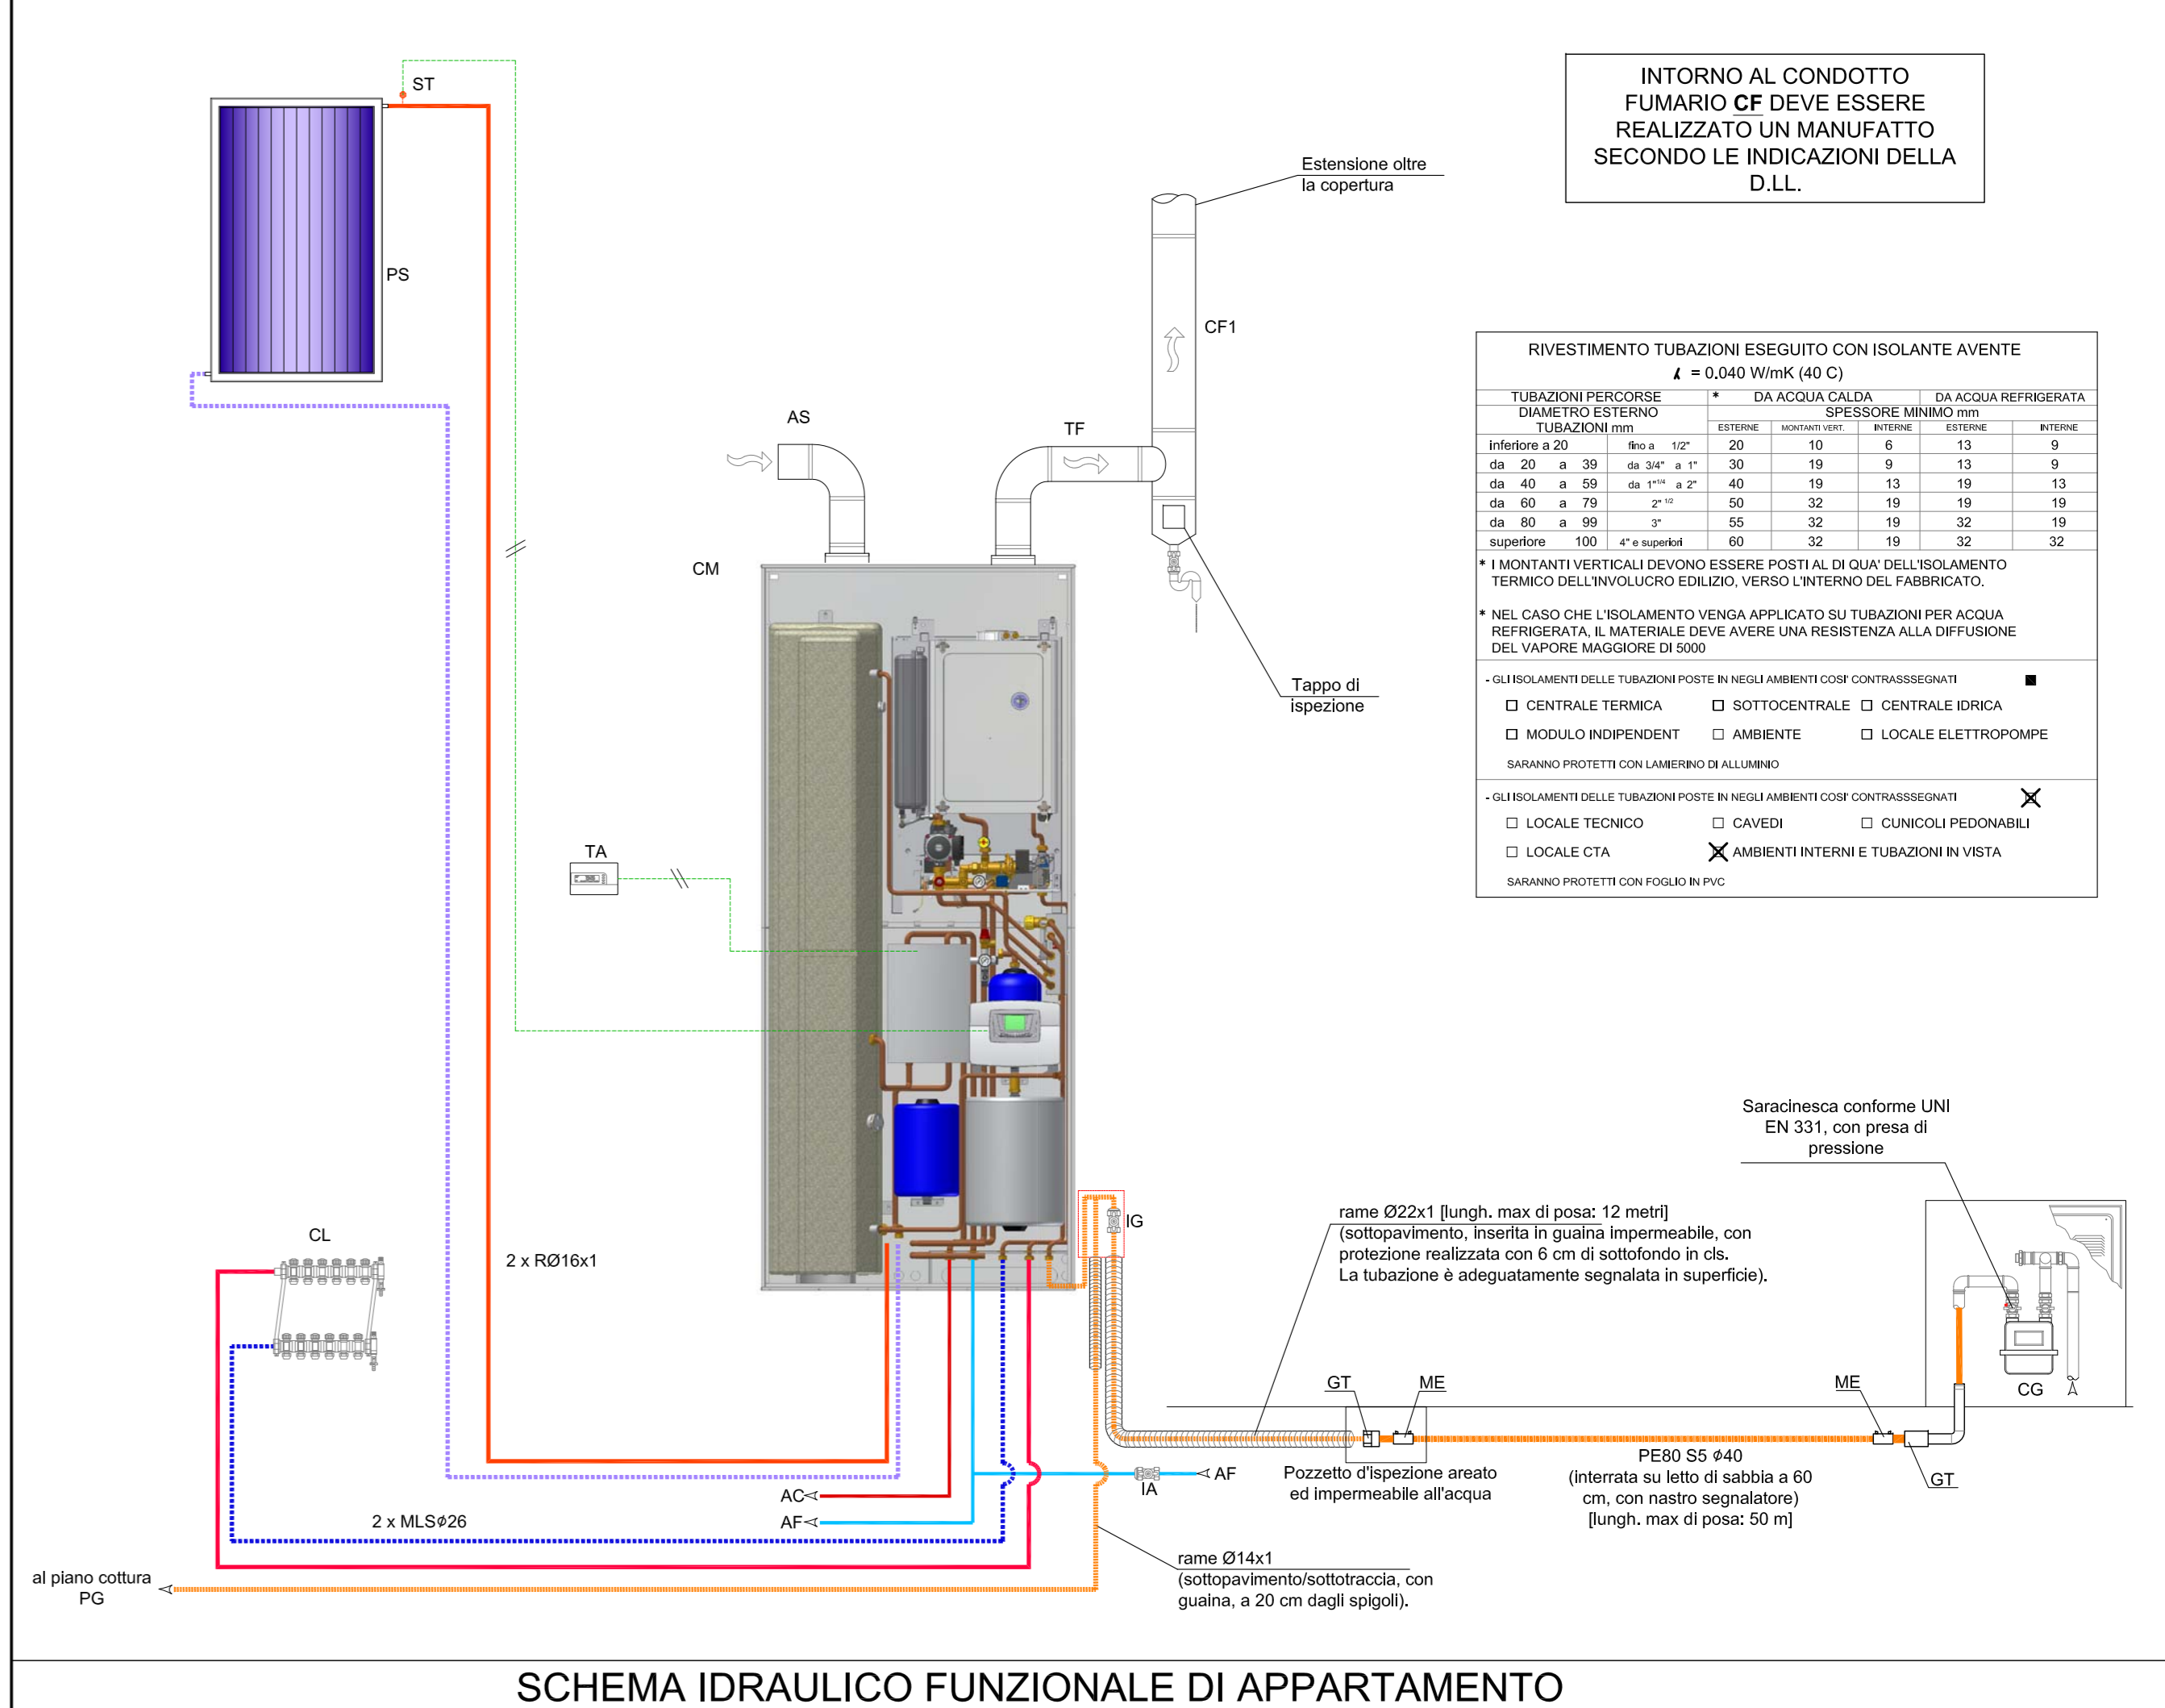 ST
PS
INTORNO AL CONDOTTO
FUMARIO CF DEVE ESSERE
REALIZZATO UN MANUFATTO
SECONDO LE INDICAZIONI DELLA
D.LL.
Estensione oltre
la copertura
CF1
AS
TF
CM
Tappo di
ispezione
RIVESTIMENTO TUBAZIONI ESEGUITO CON ISOLANTE AVENTE
= 0.040 W/mK (40 C)
TUBAZIONI PERCORSE * DA ACQUA CALDA DA ACQUA REFRIGERATA
DIAMETRO ESTERNO SPESSORE MINIMO mm
TUBAZIONI mm ESTERNE MONTANTI VERT. INTERNE ESTERNE INTERNE
inferiore a 20 fino a 1/2" 20 10 6 13 9
da 20 a 39 da 3/4" a 1" 30 19 9 13 9
da 40 a 59 da 1"1/4 a 2" 40 19 13 19 13
da 60 a 79 2" 1/2 50 32 19 19 19
da 80 a 99 3" 55 32 19 32 19
superiore 100 4" e superiori 60 32 19 32 32
* I MONTANTI VERTICALI DEVONO ESSERE POSTI AL DI QUA' DELL'ISOLAMENTO
TERMICO DELL'INVOLUCRO EDILIZIO, VERSO L'INTERNO DEL FABBRICATO.
* NEL CASO CHE L'ISOLAMENTO VENGA APPLICATO SU TUBAZIONI PER ACQUA
REFRIGERATA, IL MATERIALE DEVE AVERE UNA RESISTENZA ALLA DIFFUSIONE
DEL VAPORE MAGGIORE DI 5000
- GLI ISOLAMENTI DELLE TUBAZIONI POSTE IN NEGLI AMBIENTI COSI' CONTRASSSEGNATI
CENTRALE TERMICA SOTTOCENTRALE CENTRALE IDRICA
MODULO INDIPENDENT AMBIENTE LOCALE ELETTROPOMPE
SARANNO PROTETTI CON LAMIERINO DI ALLUMINIO
- GLI ISOLAMENTI DELLE TUBAZIONI POSTE IN NEGLI AMBIENTI COSI' CONTRASSSEGNATI
LOCALE TECNICO CAVEDI CUNICOLI PEDONABILI
LOCALE CTA AMBIENTI INTERNI E TUBAZIONI IN VISTA
SARANNO PROTETTI CON FOGLIO IN PVC
TA
Saracinesca conforme UNI
EN 331, con presa di
pressione
IG
rame Ø22x1 [lungh. max di posa: 12 metri]
(sottopavimento, inserita in guaina impermeabile, con
protezione realizzata con 6 cm di sottofondo in cls.
La tubazione è adeguatamente segnalata in superficie).
CL
2 x RØ16x1
GT
ME
ME
CG
GT
Pozzetto d'ispezione areato
ed impermeabile all'acqua
PE80 S5 ⌀40
(interrata su letto di sabbia a 60
cm, con nastro segnalatore)
[lungh. max di posa: 50 m]
AF
IA
AC
AF
2 x MLS⌀26
rame Ø14x1
(sottopavimento/sottotraccia, con
guaina, a 20 cm dagli spigoli).
al piano cottura
PG
SCHEMA IDRAULICO FUNZIONALE DI APPARTAMENTO